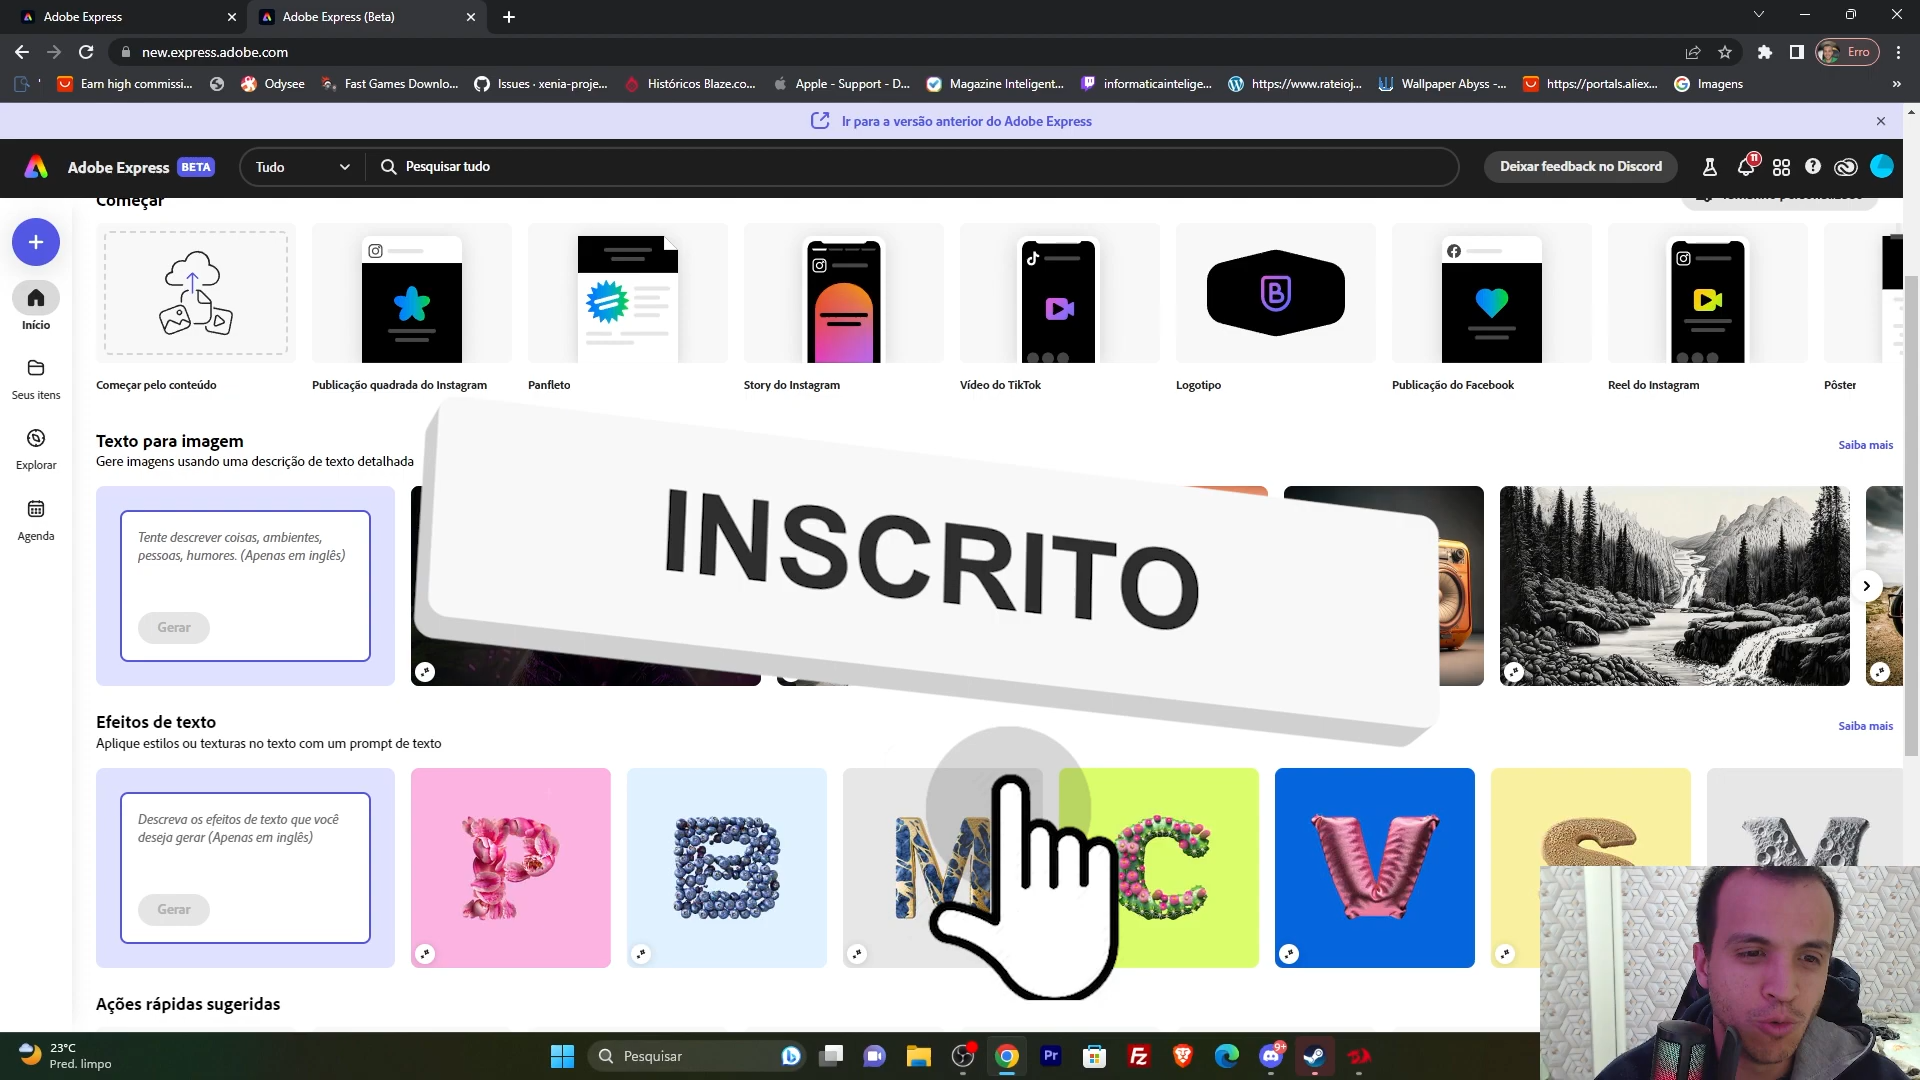 Adobe Express
Adobe Express (Beta)
new.express.adobe.com
Erro
Earn high commissi...
Odysee
Fast Games Downlo...
Issues · xenia-proje...
Históricos Blaze.co...
Apple - Support - D...
Magazine Inteligent...
informaticaintelige...
https://www.rateioj...
Wallpaper Abyss -...
https://portals.aliex...
Imagens
Ir para a versão anterior do Adobe Express
Adobe Express BETA
Tudo
Pesquisar tudo
Deixar feedback no Discord
11
Começar
Início
Seus itens
Explorar
Agenda
Começar pelo conteúdo
Publicação quadrada do Instagram
Panfleto
Story do Instagram
Vídeo do TikTok
Logotipo
Publicação do Facebook
Reel do Instagram
Pôster
Texto para imagem
Gere imagens usando uma descrição de texto detalhada
Saiba mais
Tente descrever coisas, ambientes,
pessoas, humores. (Apenas em inglês)
Gerar
INSCRITO
Efeitos de texto
Aplique estilos ou texturas no texto com um prompt de texto
Saiba mais
Descreva os efeitos de texto que você
deseja gerar (Apenas em inglês)
Gerar
P
B
M
C
V
S
Ações rápidas sugeridas
23°C
Pred. limpo
Pesquisar
Pr
9+